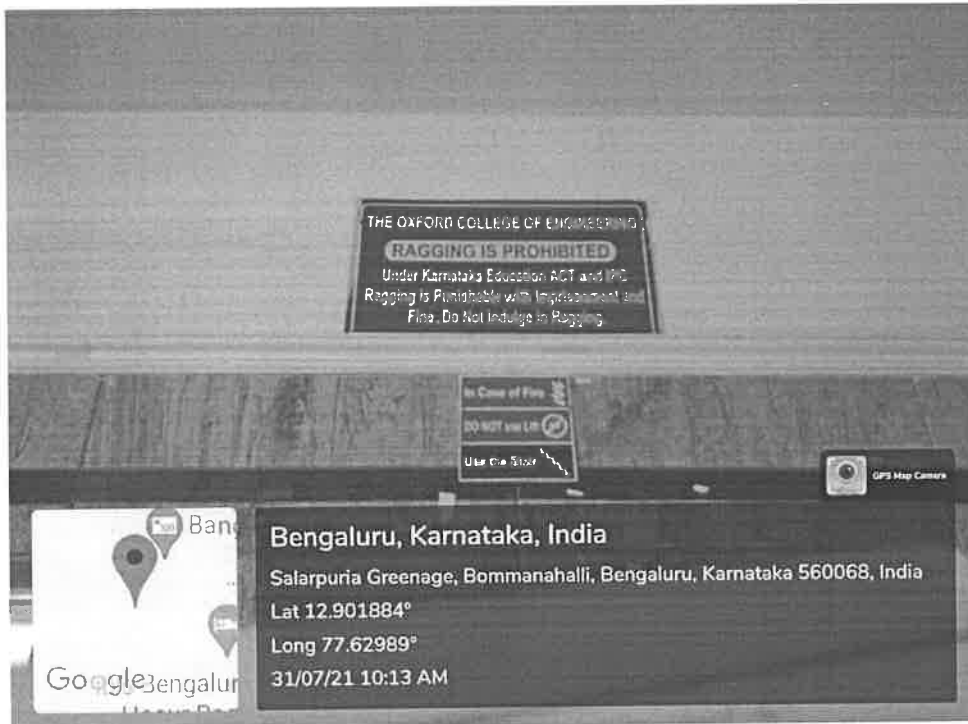 THE OXFORD COLLEGE OF ENGINEERING
RAGGING IS PROHIBITED
Under Karnataka Education ACT and IPC
Ragging is Punishable with Imprisonment and
Fine, Do Not Indulge in Ragging.
In Case of Fire
DO NOT use Lift
Use the Stair
GPS Map Camera
Bang
Google
Bengalur
Bengaluru, Karnataka, India
Salarpuria Greenage, Bommanahalli, Bengaluru, Karnataka 560068, India
Lat 12.901884°
Long 77.62989°
31/07/21 10:13 AM